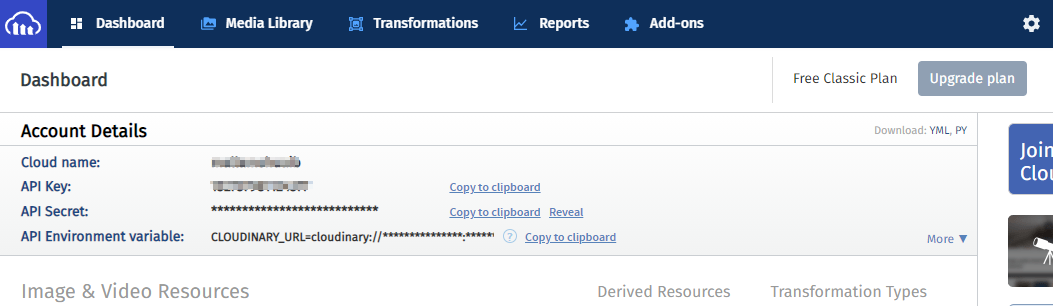 Dashboard Media Library Transformations Reports Add-ons
Dashboard Free Classic Plan Upgrade plan
Account Details Download: YML, PY
Join
Clou
Cloud name:
API Key: Copy to clipboard
API Secret: *************************** Copy to clipboard Reveal
API Environment variable: CLOUDINARY_URL=cloudinary://***************:****** ? Copy to clipboard
More ▼
Image & Video Resources Derived Resources Transformation Types